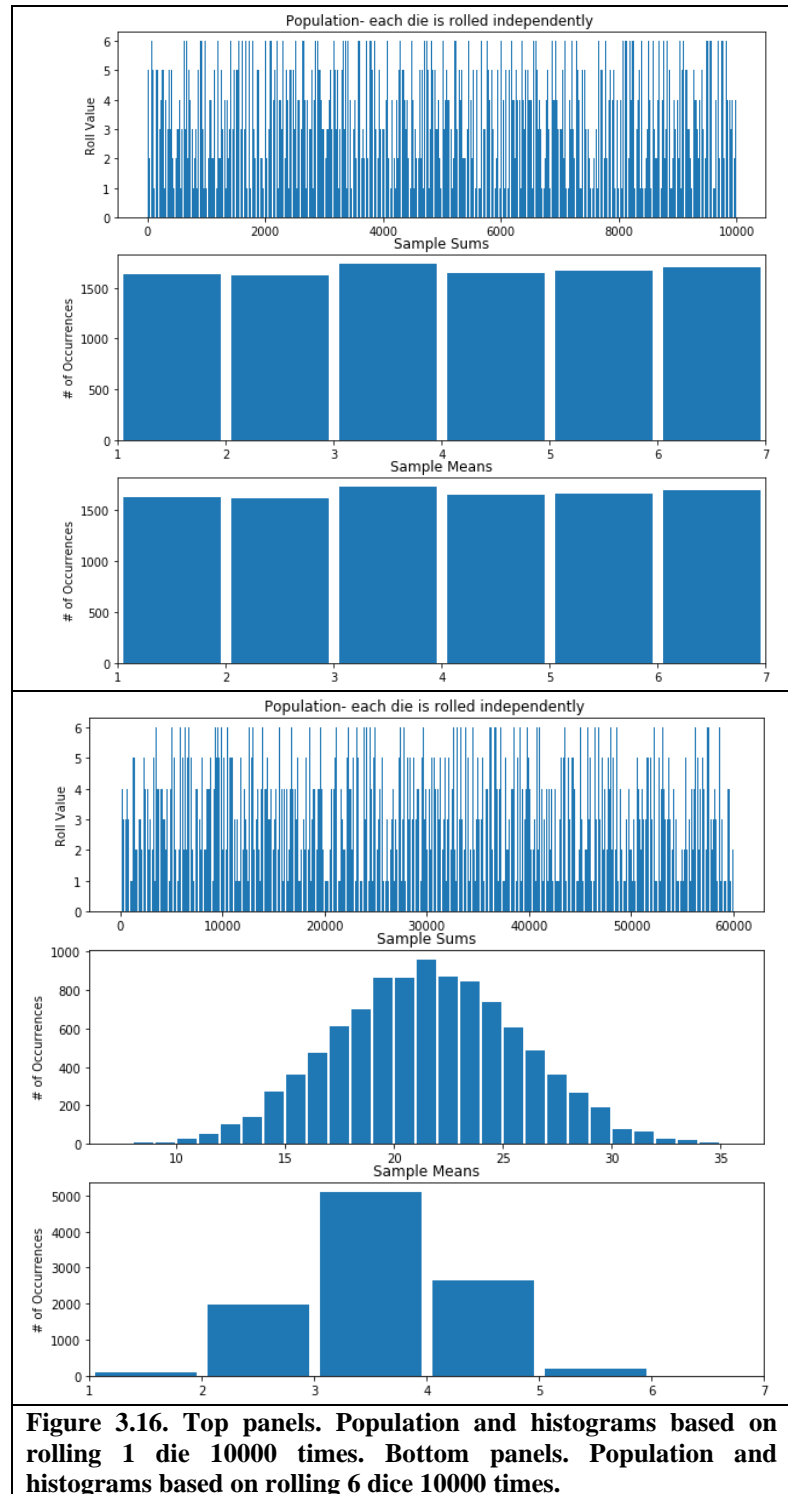 Population- each die is rolled independently
6
5
4
3
2
1
0
Roll Value
0 2000 4000 6000 8000 10000
Sample Sums
1500
1000
500
0
# of Occurrences
1 2 3 4 5 6 7
Sample Means
1500
1000
500
0
# of Occurrences
1 2 3 4 5 6 7
Population- each die is rolled independently
6
5
4
3
2
1
0
Roll Value
0 10000 20000 30000 40000 50000 60000
Sample Sums
1000
800
600
400
200
0
# of Occurrences
10 15 20 25 30 35
Sample Means
5000
4000
3000
2000
1000
0
# of Occurrences
1 2 3 4 5 6 7
Figure 3.16. Top panels. Population and histograms based on
rolling 1 die 10000 times. Bottom panels. Population and
histograms based on rolling 6 dice 10000 times.